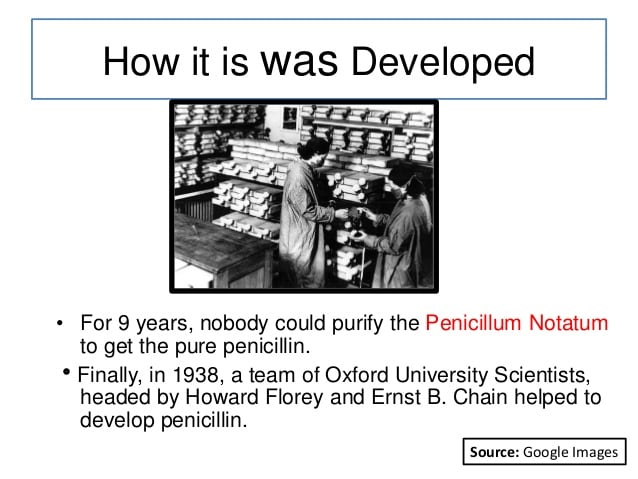 How it is was Developed
• For 9 years, nobody could purify the Penicillum Notatum
to get the pure penicillin.
• Finally, in 1938, a team of Oxford University Scientists,
headed by Howard Florey and Ernst B. Chain helped to
develop penicillin.
Source: Google Images